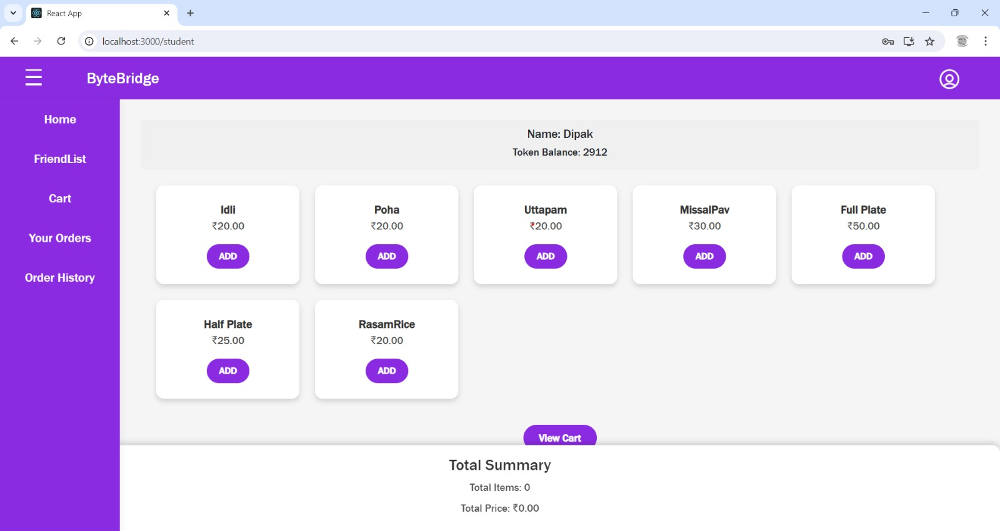 React App
localhost:3000/student
ByteBridge
Home
FriendList
Cart
Your Orders
Order History
Name: Dipak
Token Balance: 2912
Idli
₹20.00
ADD
Poha
₹20.00
ADD
Uttapam
₹20.00
ADD
MissalPav
₹30.00
ADD
Full Plate
₹50.00
ADD
Half Plate
₹25.00
ADD
RasamRice
₹20.00
ADD
View Cart
Total Summary
Total Items: 0
Total Price: ₹0.00